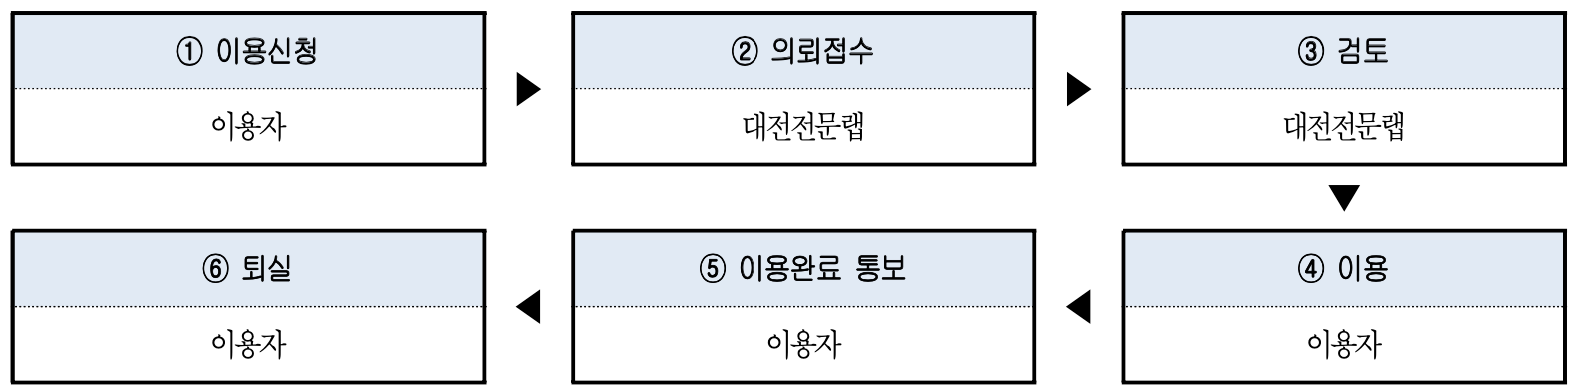 ① 이용신청
이용자
② 의뢰접수
대전전문랩
③ 검토
대전전문랩
④ 이용
이용자
⑤ 이용완료 통보
이용자
⑥ 퇴실
이용자